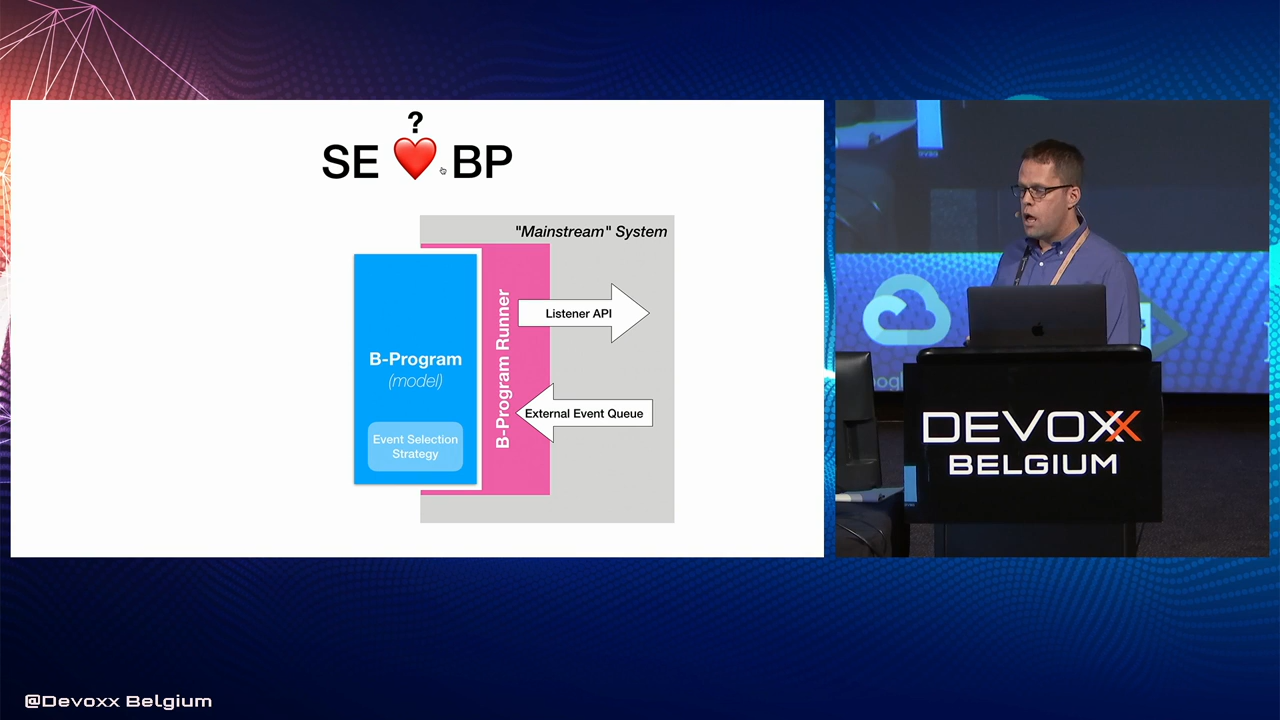 ?
SE ❤️ BP
"Mainstream" System
B-Program Runner
Listener API
B-Program
(model)
External Event Queue
Event Selection
Strategy
DEVOXX
BELGIUM
@Devoxx Belgium